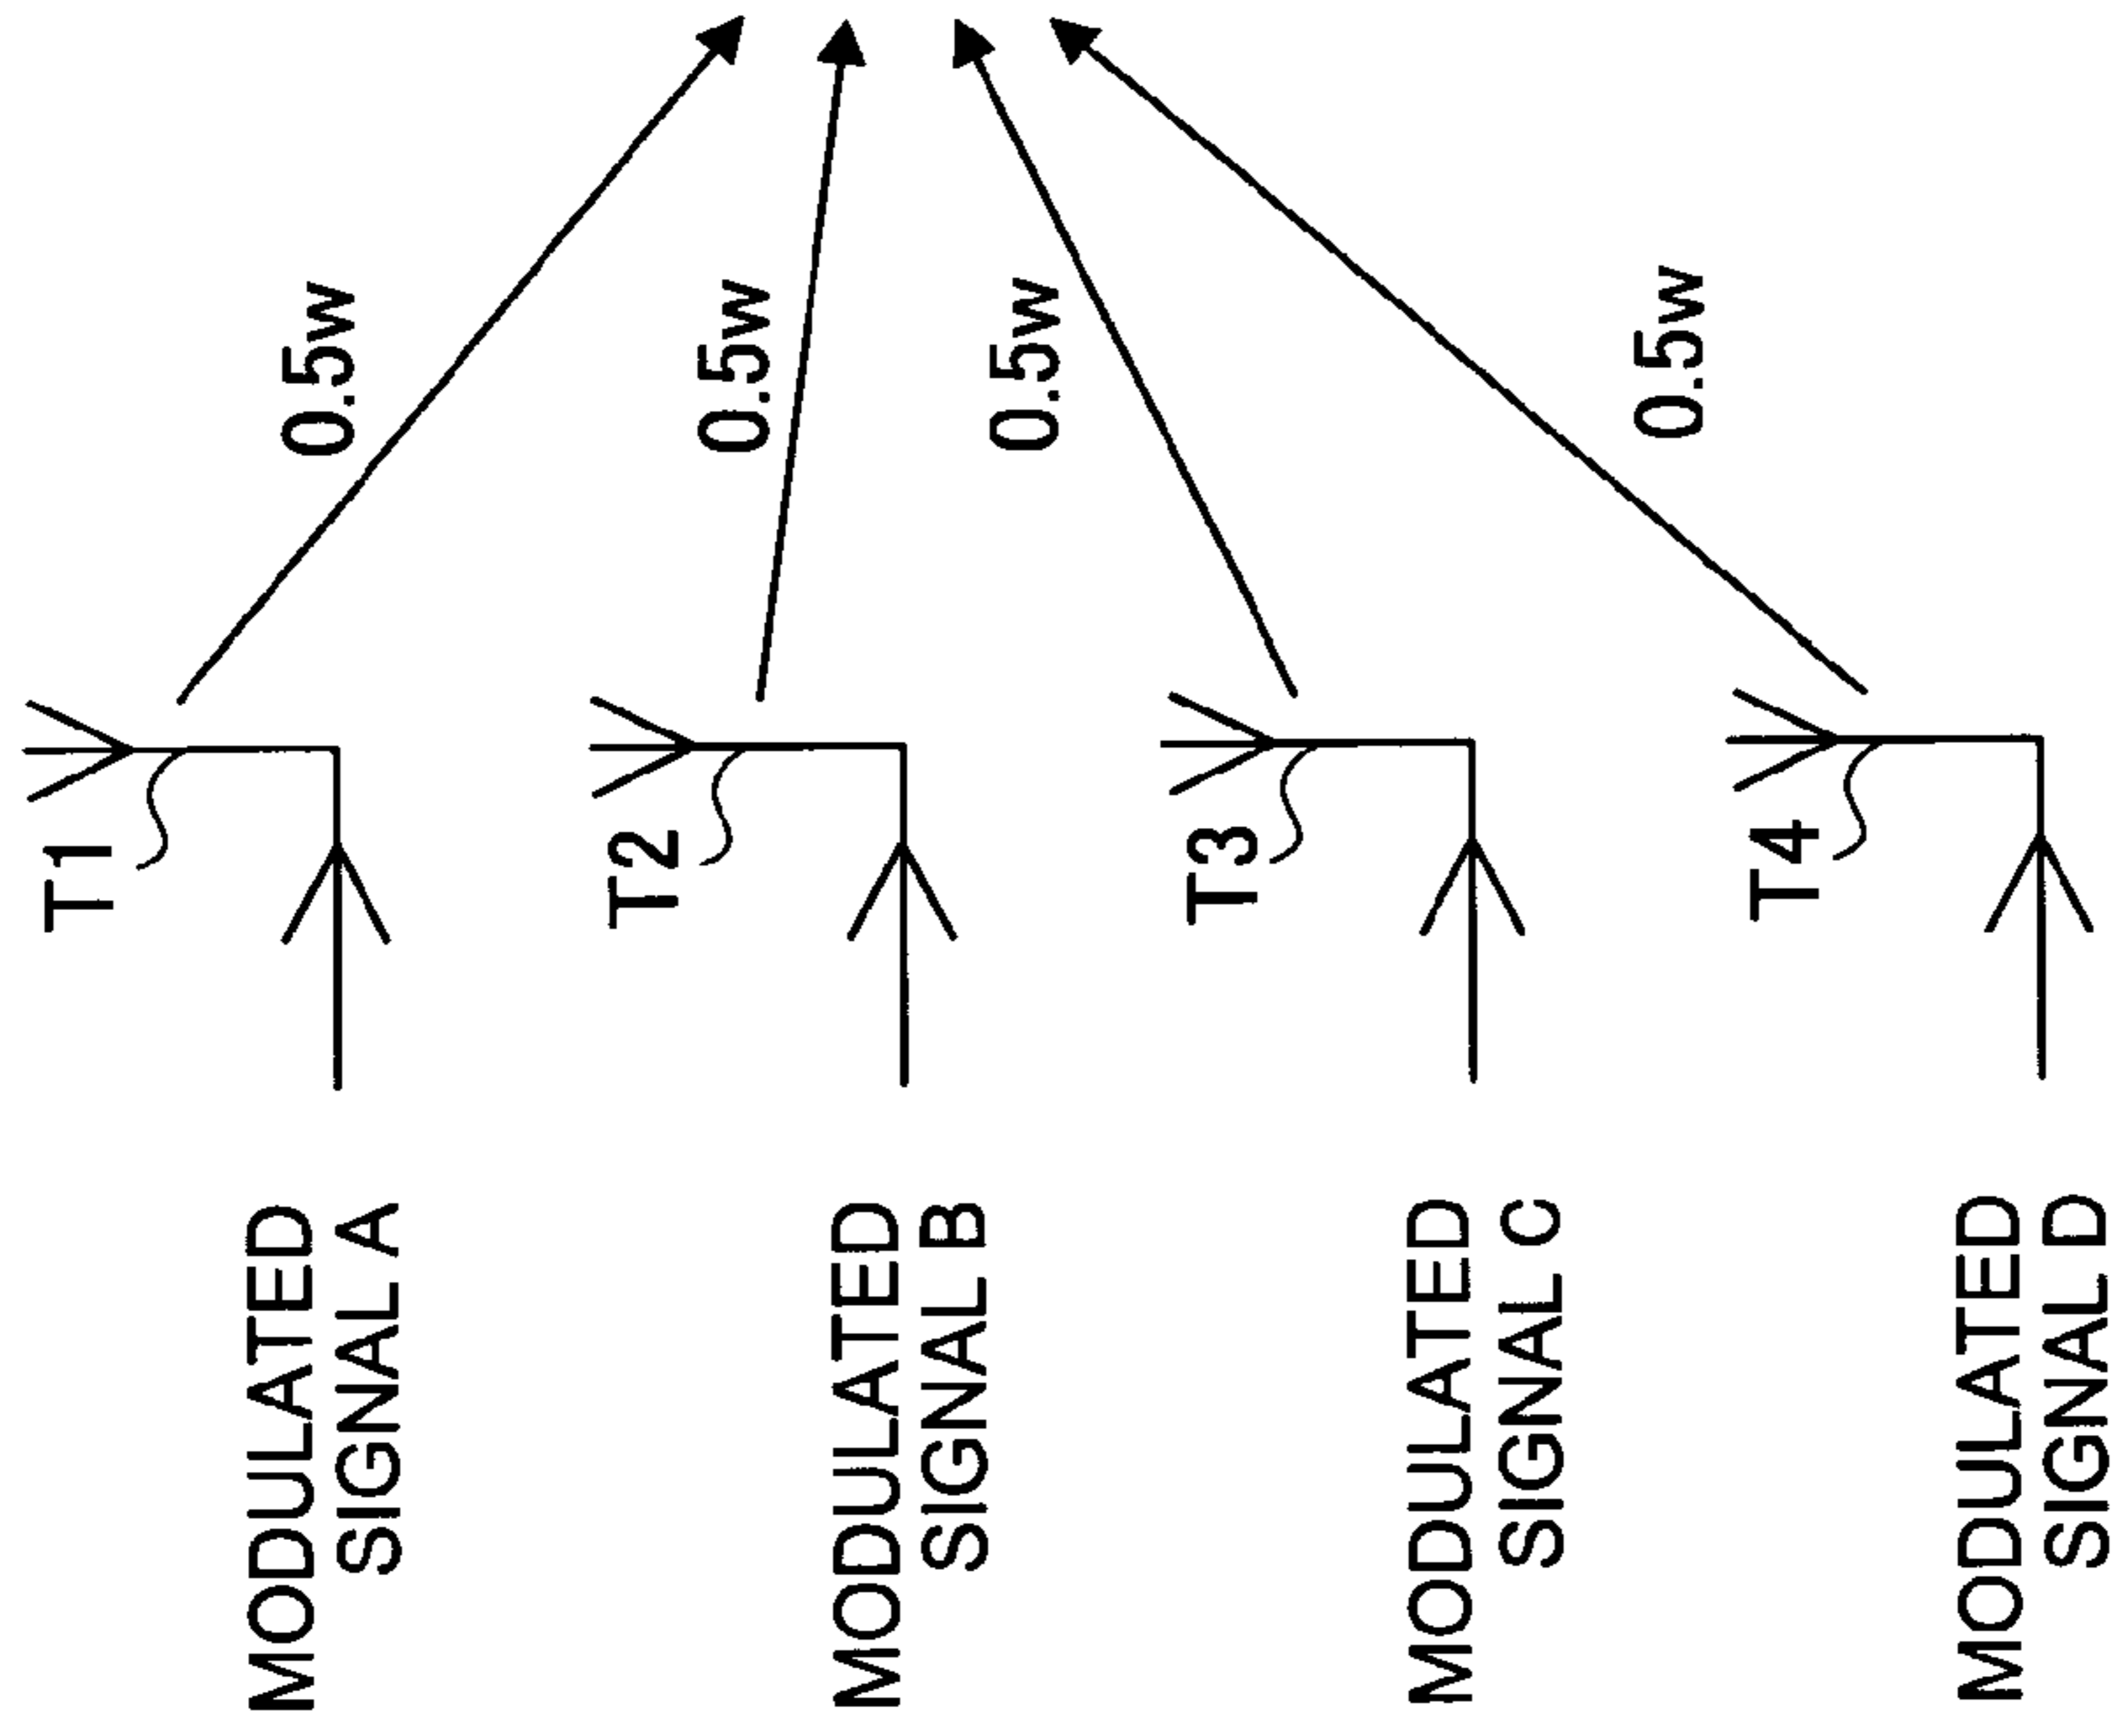 MODULATED
SIGNAL A
T1
0.5w
MODULATED
SIGNAL B
T2
0.5w
MODULATED
SIGNAL C
T3
0.5w
MODULATED
SIGNAL D
T4
0.5w